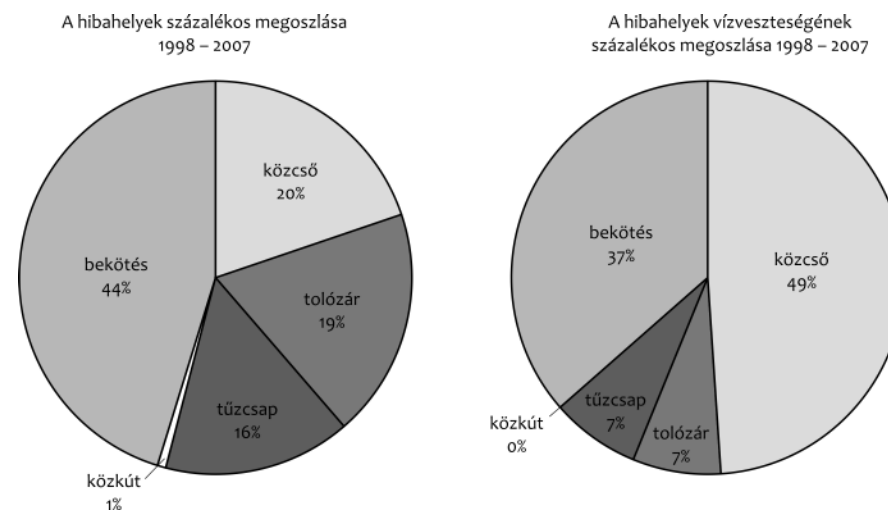 A hibahelyek százalékos megoszlása
1998 – 2007
közcső
20%
tolózár
19%
tűzcsap
16%
közkút
1%
bekötés
44%
A hibahelyek vízveszteségének
százalékos megoszlása 1998 – 2007
közcső
49%
tolózár
7%
tűzcsap
7%
közkút
0%
bekötés
37%